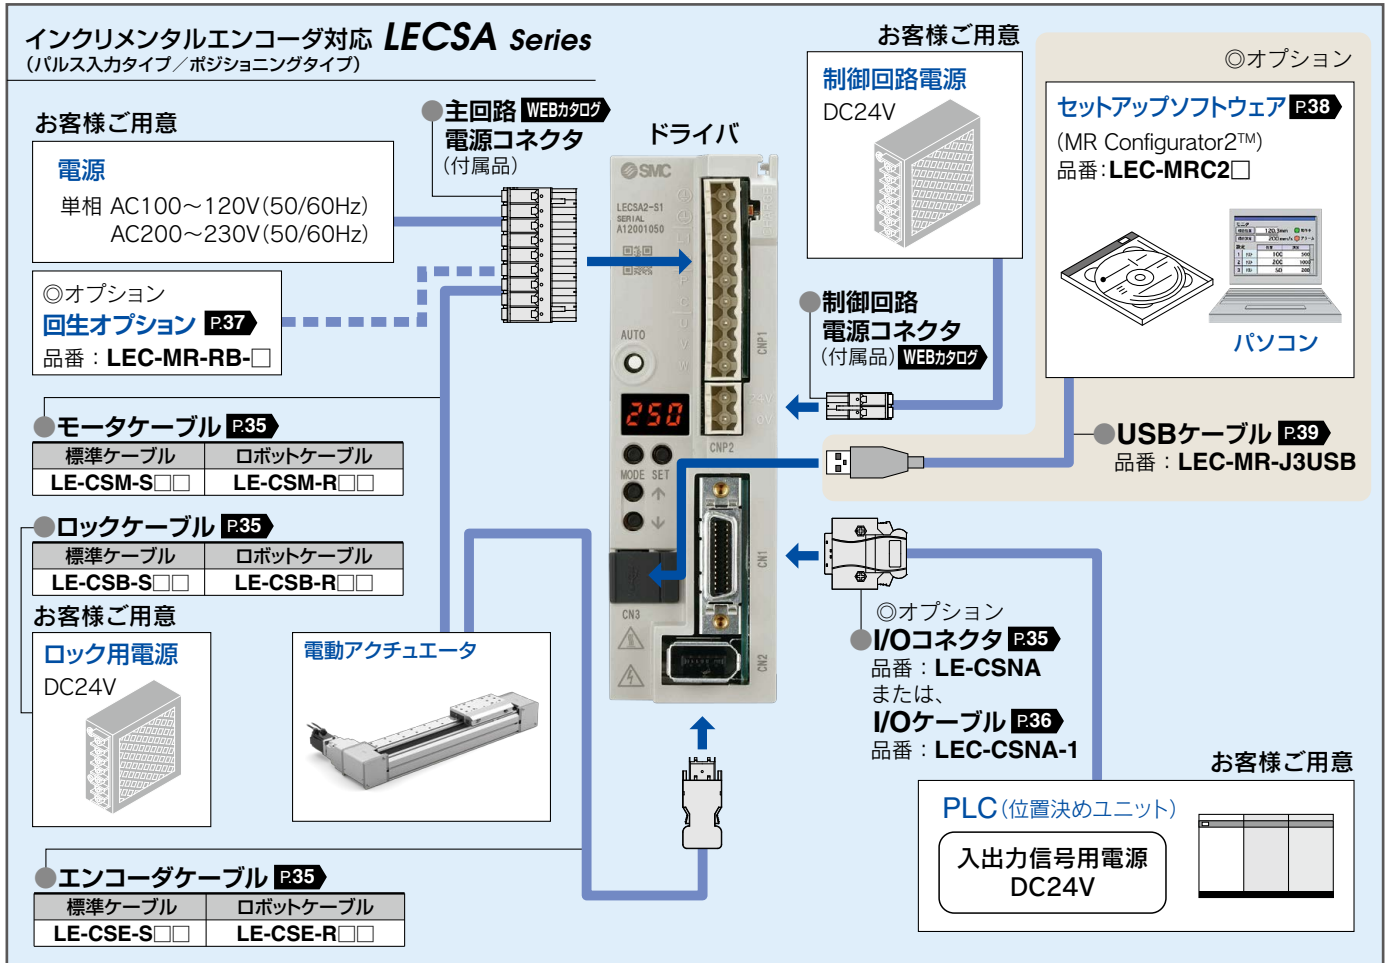 インクリメンタルエンコーダ対応 LECSA Series
（パルス入力タイプ／ポジショニングタイプ）
お客様ご用意
電源
単相 AC100～120V（50/60Hz）
AC200～230V（50/60Hz）
◎オプション
回生オプション P.37
品番：LEC-MR-RB-□
●主回路 WEBカタログ
電源コネクタ
（付属品）
ドライバ
SMC
LECSA2-S1
SERIAL
A12001050
AUTO
250
MODE SET
CNP1
24V
0V
CNP2
CN1
CN3
CN2
お客様ご用意
制御回路電源
DC24V
●制御回路
電源コネクタ
（付属品） WEBカタログ
◎オプション
セットアップソフトウェア P.38
(MR Configurator2™)
品番：LEC-MRC2□
パソコン
●USBケーブル P.39
品番：LEC-MR-J3USB
●モータケーブル P.35
標準ケーブル ロボットケーブル
LE-CSM-S□□ LE-CSM-R□□
●ロックケーブル P.35
標準ケーブル ロボットケーブル
LE-CSB-S□□ LE-CSB-R□□
お客様ご用意
ロック用電源
DC24V
電動アクチュエータ
◎オプション
●I/Oコネクタ P.35
品番：LE-CSNA
または、
I/Oケーブル P.36
品番：LEC-CSNA-1
お客様ご用意
PLC（位置決めユニット）
入出力信号用電源
DC24V
●エンコーダケーブル P.35
標準ケーブル ロボットケーブル
LE-CSE-S□□ LE-CSE-R□□